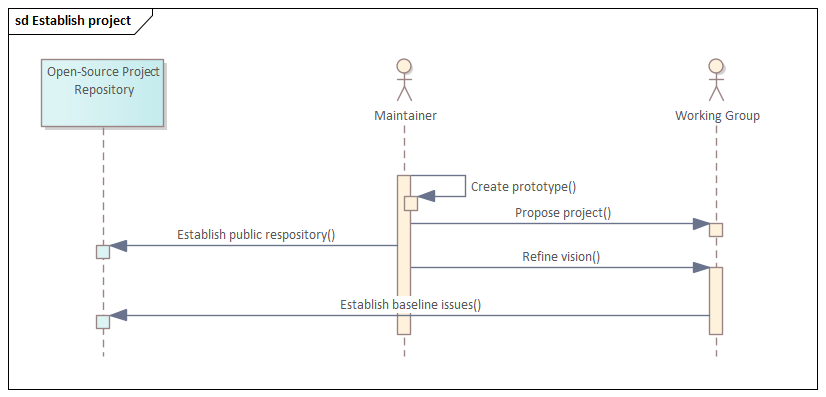 sd Establish project
Open-Source Project
Repository
Maintainer
Working Group
Create prototype()
Propose project()
Establish public respository()
Refine vision()
Establish baseline issues()